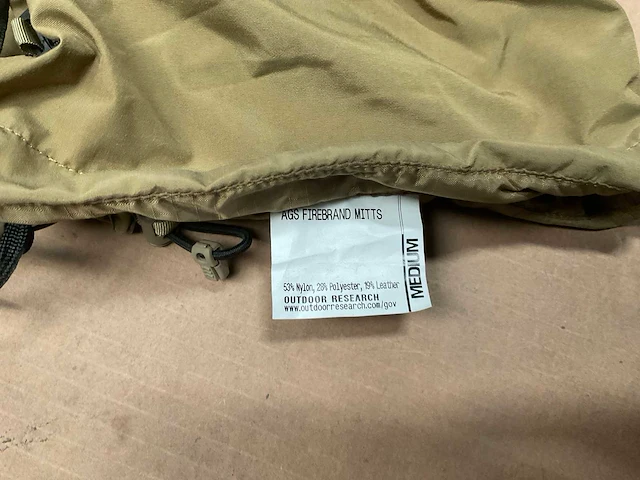 AGS FIREBRAND MITTS
MEDIUM
53% Nylon, 28% Polyester, 19% Leather
OUTDOOR RESEARCH
www.outdoorresearch.com/gov